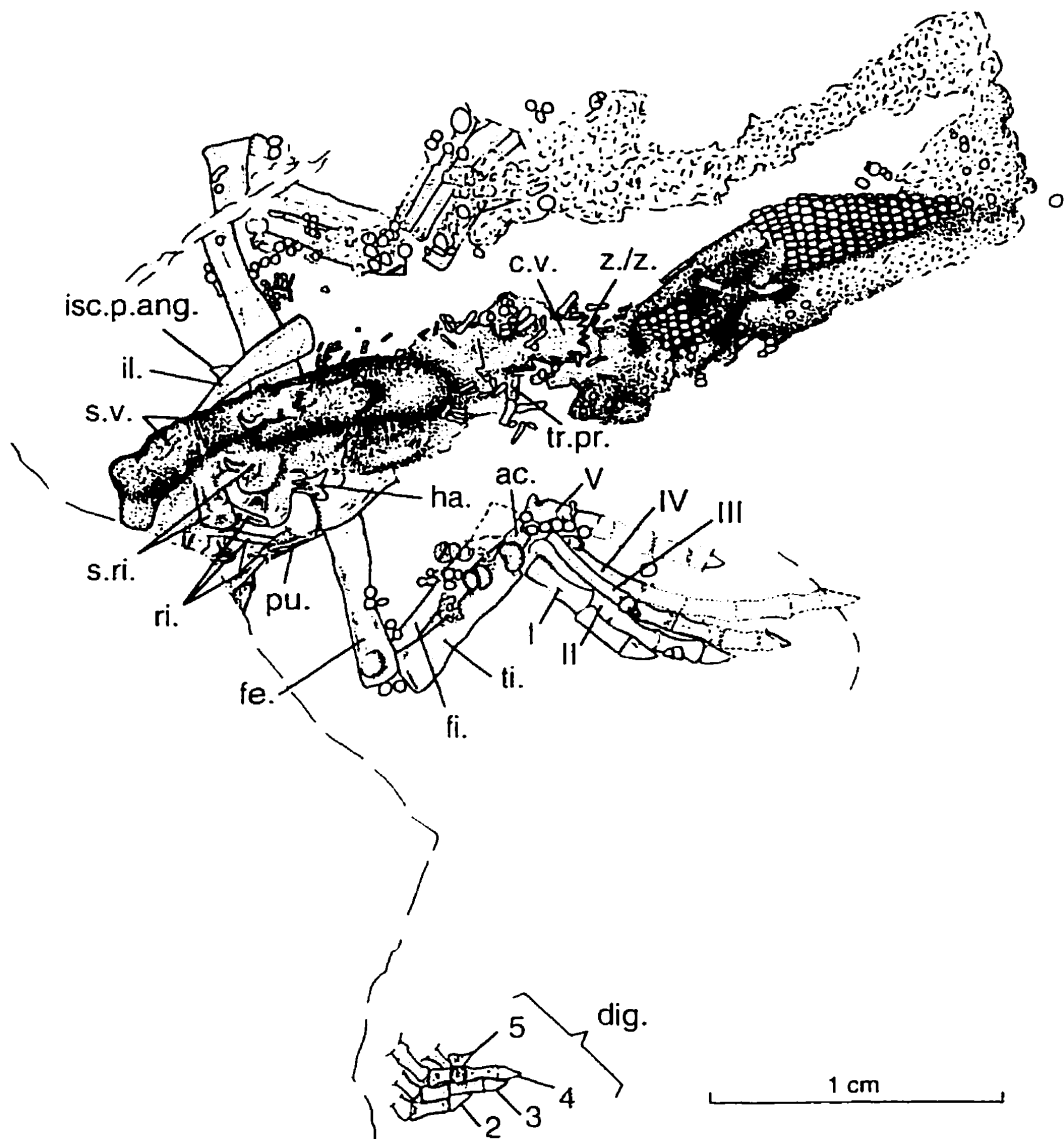 c.v.
z./z.
isc.p.ang.
il.
s.v.
tr.pr.
ac.
V
IV
III
ha.
s.ri.
ri.
pu.
I
II
ti.
fe.
fi.
dig.
5
4
3
2
1 cm